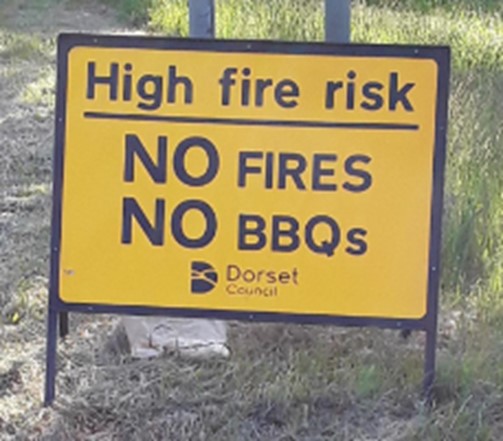 High fire risk
NO FIRES
NO BBQs
Dorset
Council